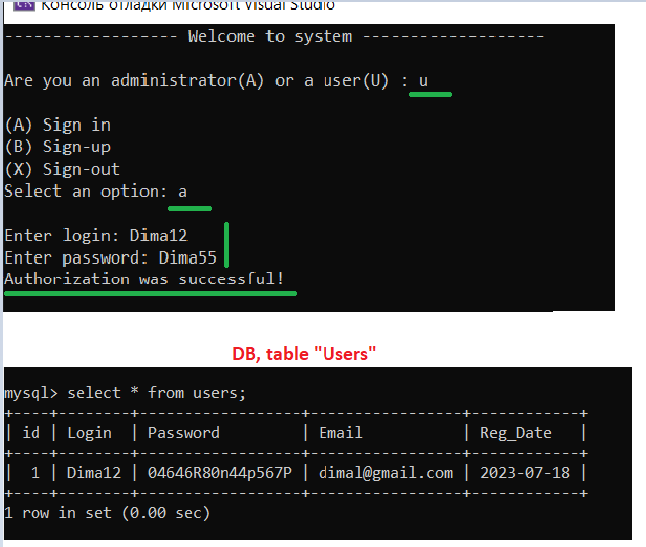 Консоль отладки Microsoft Visual Studio
------------------ Welcome to system -------------------
Are you an administrator(A) or a user(U) : u
(A) Sign in
(B) Sign-up
(X) Sign-out
Select an option: a
Enter login: Dima12
Enter password: Dima55
Authorization was successful!
DB, table "Users"
mysql> select * from users;
+----+--------+------------------+-----------------+------------+
| id | Login  | Password         | Email           | Reg_Date   |
+----+--------+------------------+-----------------+------------+
|  1 | Dima12 | 04646R80n44p567P | dimal@gmail.com | 2023-07-18 |
+----+--------+------------------+-----------------+------------+
1 row in set (0.00 sec)